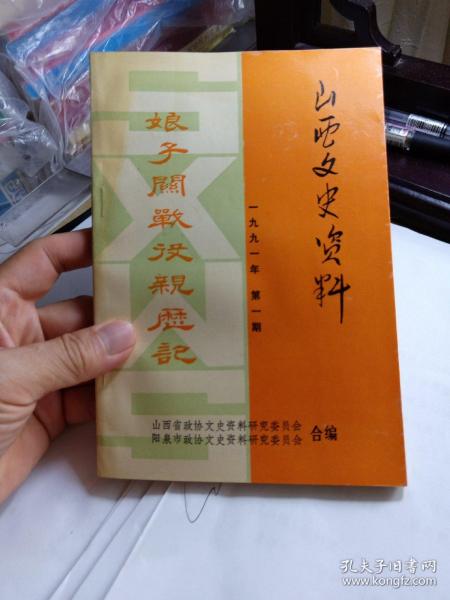 山西文史资料
一九九一年 第一期
娘子關戰役親歷記
山西省政协文史资料研究委员会
阳泉市政协文史资料研究委员会
合编
孔夫子旧书网
www.kongfz.com